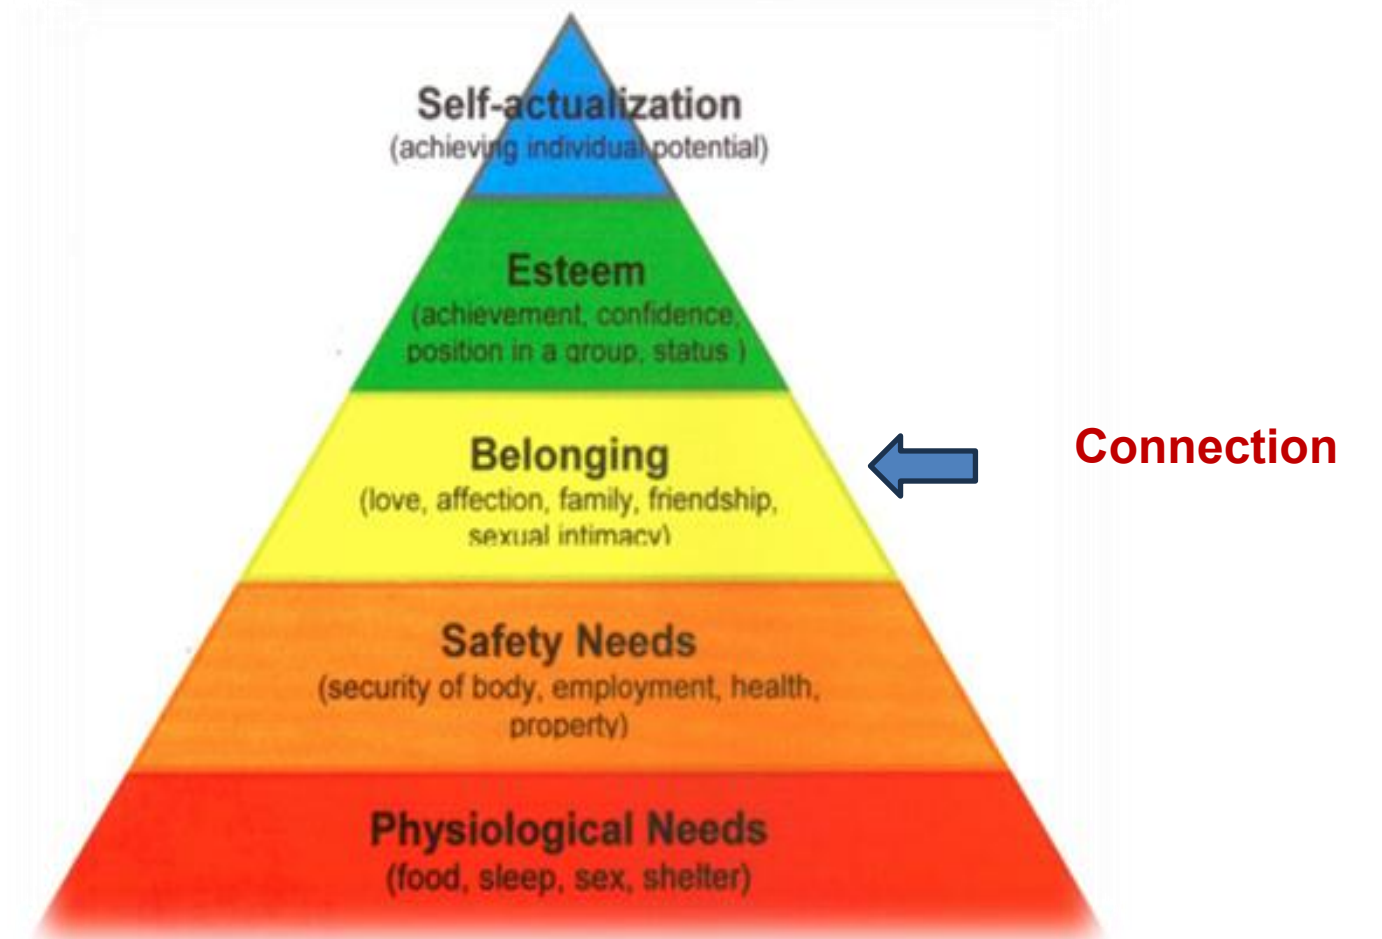 Self-actualization
(achieving individual potential)
Esteem
(achievement, confidence,
position in a group, status )
Belonging
(love, affection, family, friendship,
sexual intimacy)
Connection
Safety Needs
(security of body, employment, health,
property)
Physiological Needs
(food, sleep, sex, shelter)